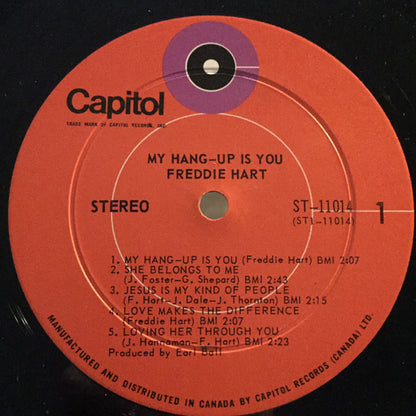 Capitol
TRADE MARK OF CAPITOL RECORDS, INC.
MY HANG-UP IS YOU
FREDDIE HART
STEREO
ST-11014
(ST1-11014)
1
1. MY HANG-UP IS YOU (Freddie Hart) BMI 2:07
2. SHE BELONGS TO ME
(J. Foster-G. Shepard) BMI 2:43
3. JESUS IS MY KIND OF PEOPLE
(F. Hart-J. Dale-J. Thornton) BMI 2:15
4. LOVE MAKES THE DIFFERENCE
(Freddie Hart) BMI 2:07
5. LOVING HER THROUGH YOU
(J. Hannaman-F. Hart) BMI 2:23
Produced by Earl Ball
MANUFACTURED AND DISTRIBUTED IN CANADA BY CAPITOL RECORDS (CANADA) LTD.